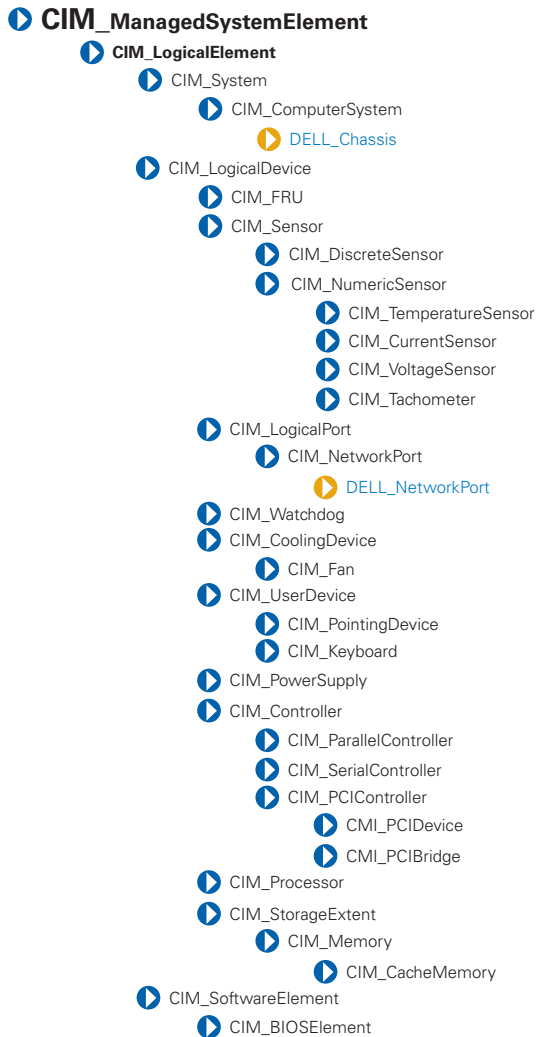 CIM_ManagedSystemElement
CIM_LogicalElement
CIM_System
CIM_ComputerSystem
DELL_Chassis
CIM_LogicalDevice
CIM_FRU
CIM_Sensor
CIM_DiscreteSensor
CIM_NumericSensor
CIM_TemperatureSensor
CIM_CurrentSensor
CIM_VoltageSensor
CIM_Tachometer
CIM_LogicalPort
CIM_NetworkPort
DELL_NetworkPort
CIM_Watchdog
CIM_CoolingDevice
CIM_Fan
CIM_UserDevice
CIM_PointingDevice
CIM_Keyboard
CIM_PowerSupply
CIM_Controller
CIM_ParallelController
CIM_SerialController
CIM_PCIController
CMI_PCIDevice
CMI_PCIBridge
CIM_Processor
CIM_StorageExtent
CIM_Memory
CIM_CacheMemory
CIM_SoftwareElement
CIM_BIOSElement